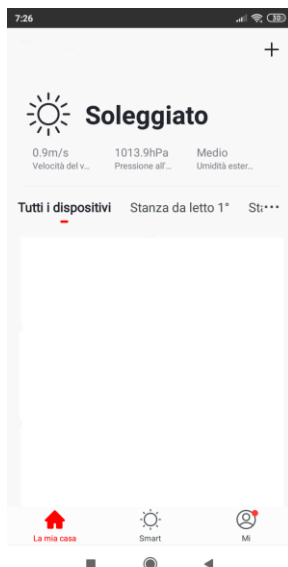 7:26
30
Soleggiato
0.9m/s 1013.9hPa Medio
Velocità del v... Pressione all'... Umidità ester...
Tutti i dispositivi Stanza da letto 1° St
La mia casa Smart Mi